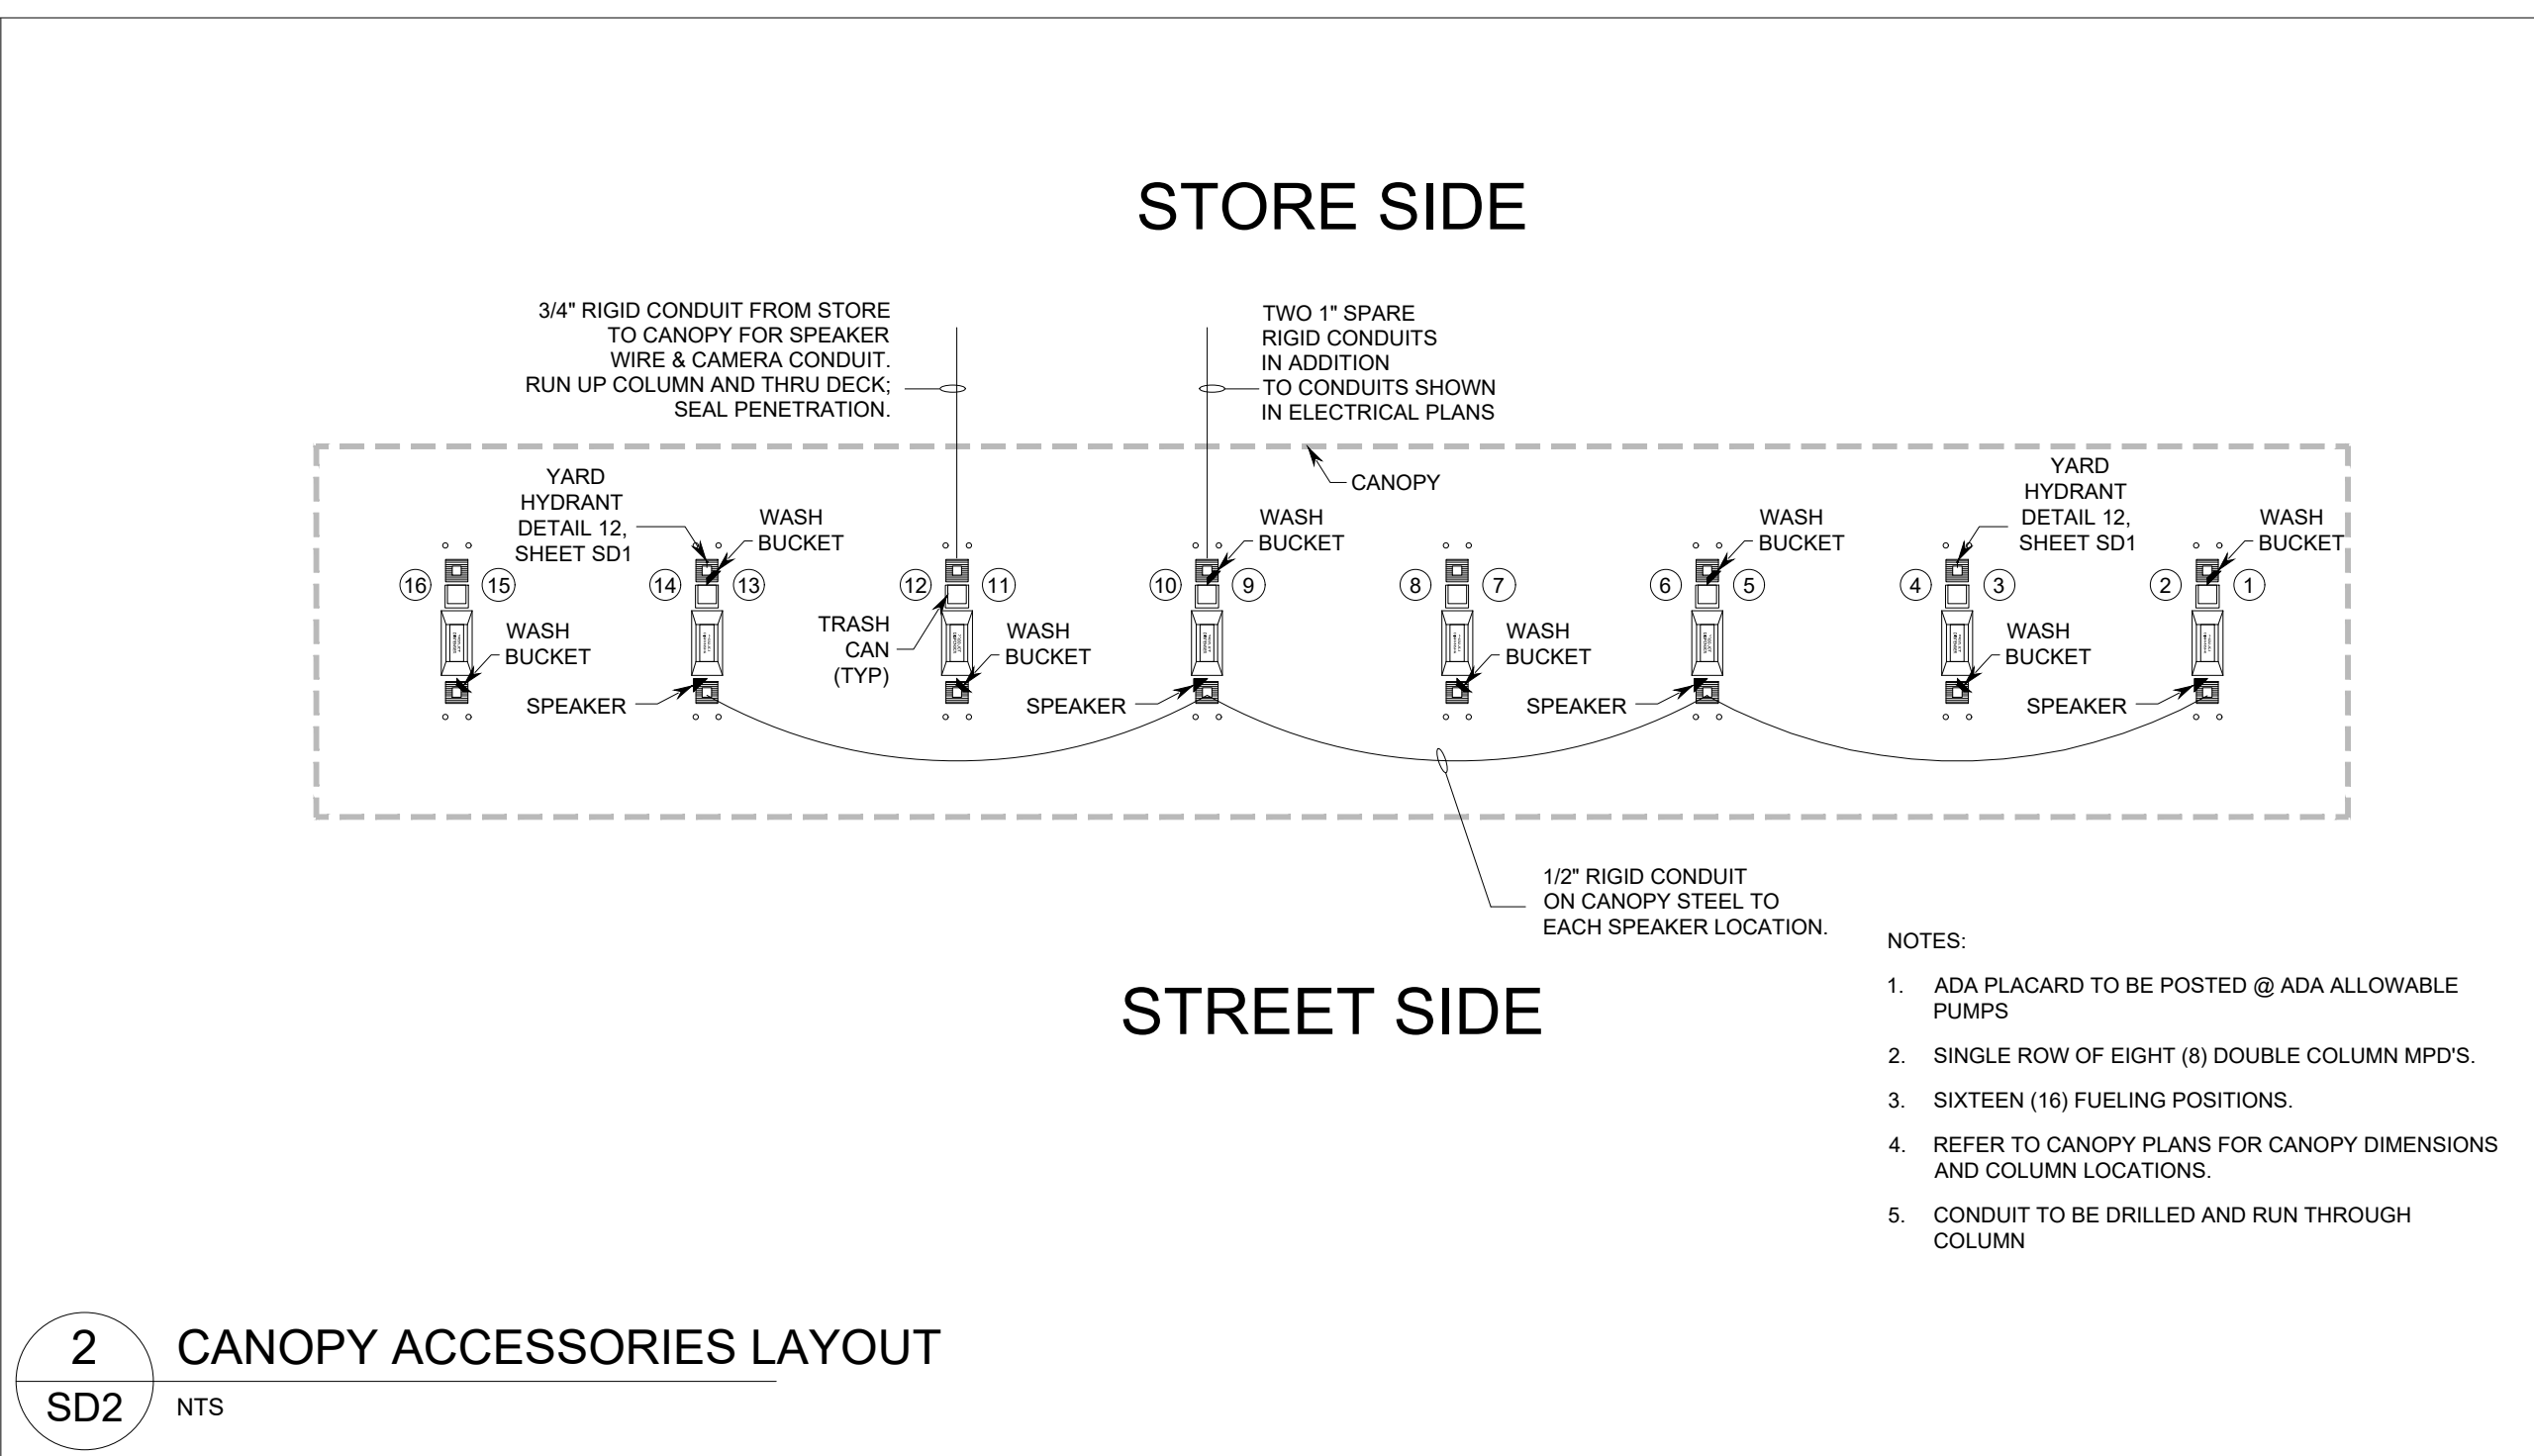 STORE SIDE
3/4" RIGID CONDUIT FROM STORE
TO CANOPY FOR SPEAKER
WIRE & CAMERA CONDUIT.
RUN UP COLUMN AND THRU DECK;
SEAL PENETRATION.
TWO 1" SPARE
RIGID CONDUITS
IN ADDITION
TO CONDUITS SHOWN
IN ELECTRICAL PLANS
CANOPY
YARD
HYDRANT
DETAIL 12,
SHEET SD1
WASH
BUCKET
WASH
BUCKET
WASH
BUCKET
YARD
HYDRANT
DETAIL 12,
SHEET SD1
WASH
BUCKET
16 15 14 13 12 11 10 9 8 7 6 5 4 3 2 1
WASH
BUCKET
TRASH
CAN
(TYP)
WASH
BUCKET
WASH
BUCKET
WASH
BUCKET
SPEAKER
SPEAKER
SPEAKER
SPEAKER
1/2" RIGID CONDUIT
ON CANOPY STEEL TO
EACH SPEAKER LOCATION.
STREET SIDE
NOTES:
1. ADA PLACARD TO BE POSTED @ ADA ALLOWABLE
PUMPS
2. SINGLE ROW OF EIGHT (8) DOUBLE COLUMN MPD'S.
3. SIXTEEN (16) FUELING POSITIONS.
4. REFER TO CANOPY PLANS FOR CANOPY DIMENSIONS
AND COLUMN LOCATIONS.
5. CONDUIT TO BE DRILLED AND RUN THROUGH
COLUMN
2
SD2
CANOPY ACCESSORIES LAYOUT
NTS